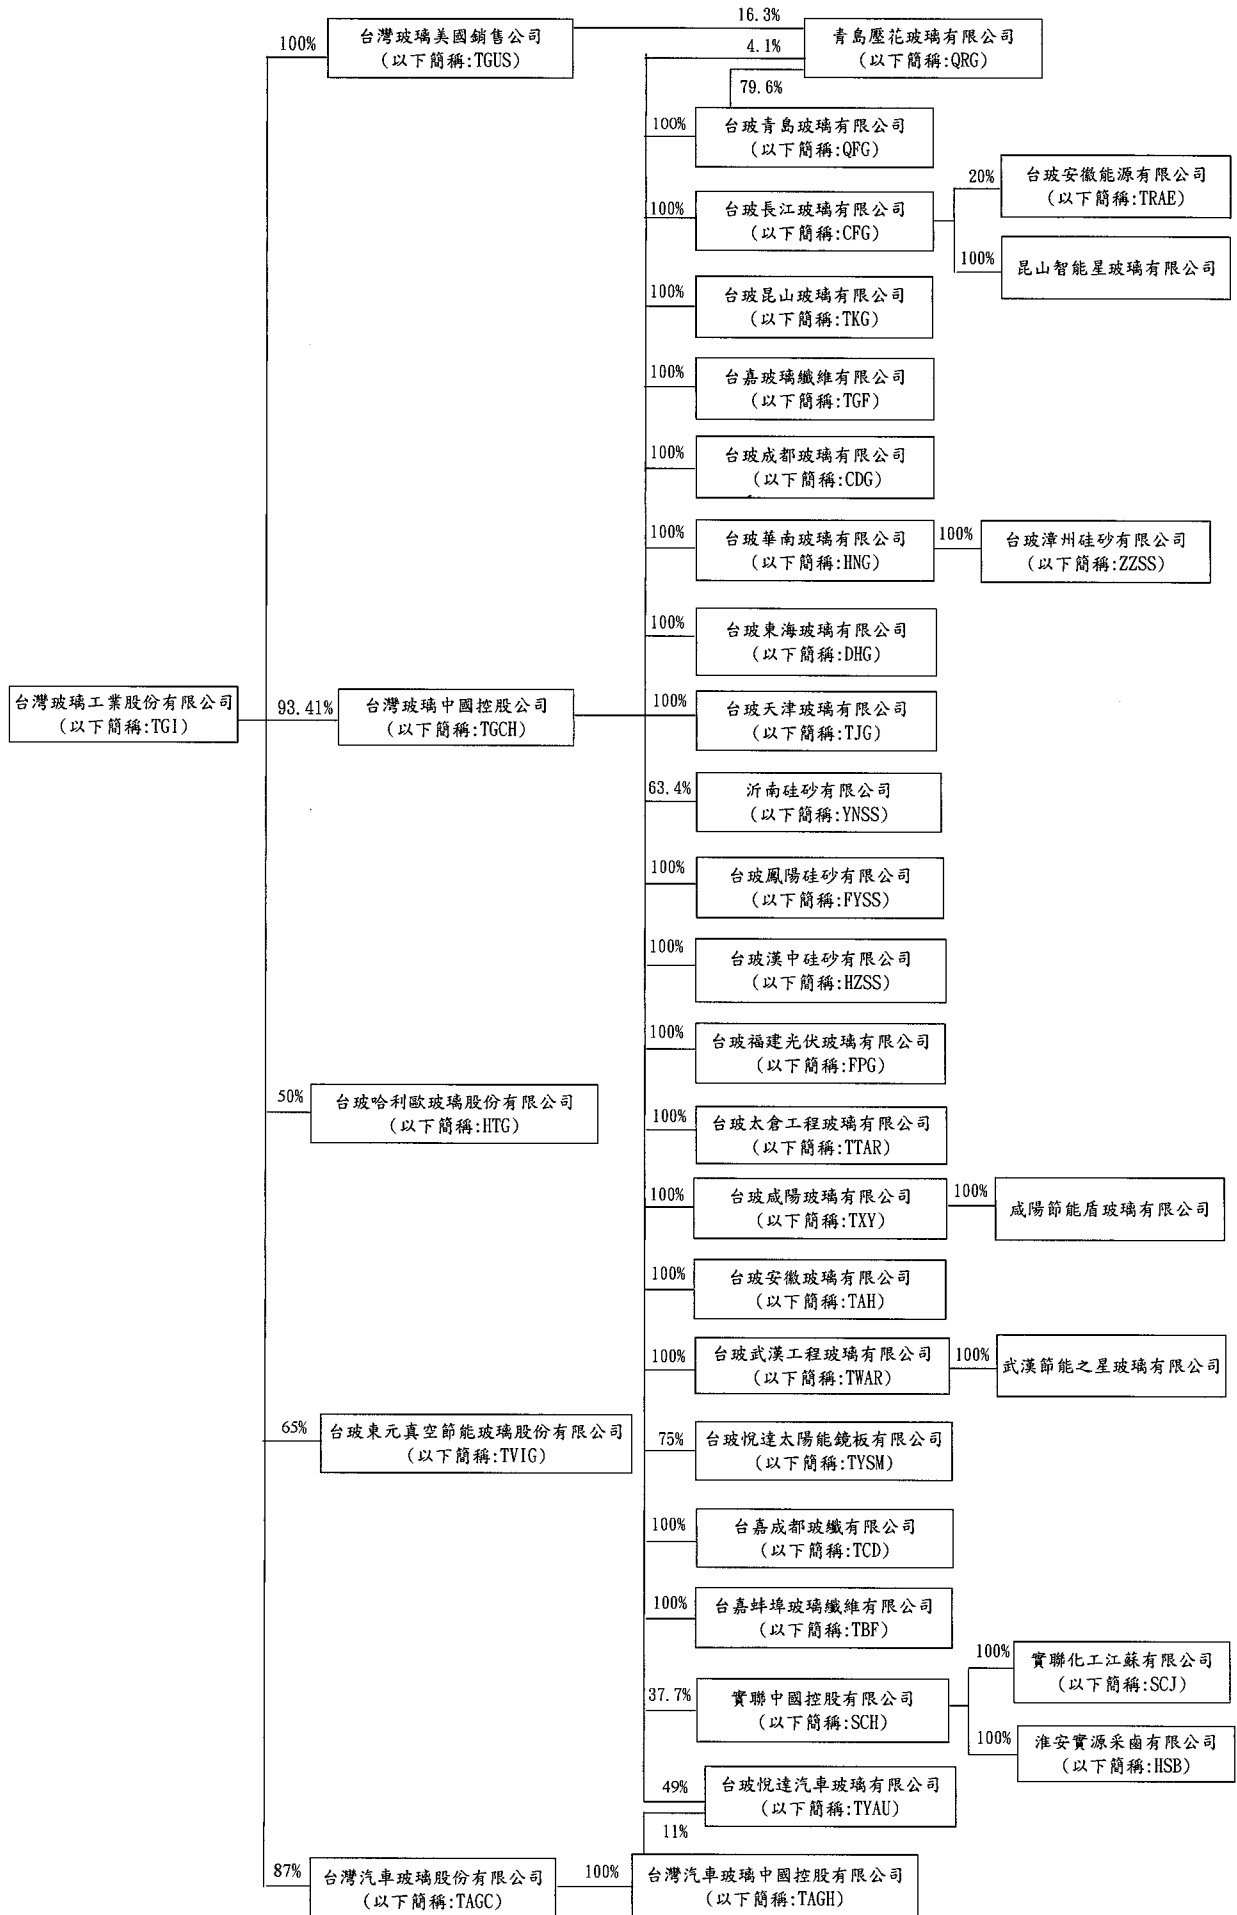 16.3%
100%
台灣玻璃美國銷售公司
(以下簡稱:TGUS)
青島壓花玻璃有限公司
(以下簡稱:QRG)
4.1%
79.6%
100%
台玻青島玻璃有限公司
(以下簡稱:QFG)
100%
台玻長江玻璃有限公司
(以下簡稱:CFG)
20%
台玻安徽能源有限公司
(以下簡稱:TRAE)
100%
昆山智能星玻璃有限公司
100%
台玻昆山玻璃有限公司
(以下簡稱:TKG)
100%
台嘉玻璃纖維有限公司
(以下簡稱:TGF)
100%
台玻成都玻璃有限公司
(以下簡稱:CDG)
100%
台玻華南玻璃有限公司
(以下簡稱:HNG)
100%
台玻漳州硅砂有限公司
(以下簡稱:ZZSS)
100%
台玻東海玻璃有限公司
(以下簡稱:DHG)
台灣玻璃工業股份有限公司
(以下簡稱:TGI)
93.41%
台灣玻璃中國控股公司
(以下簡稱:TGCH)
100%
台玻天津玻璃有限公司
(以下簡稱:TJG)
63.4%
沂南硅砂有限公司
(以下簡稱:YNSS)
100%
台玻鳳陽硅砂有限公司
(以下簡稱:FYSS)
100%
台玻漢中硅砂有限公司
(以下簡稱:HZSS)
100%
台玻福建光伏玻璃有限公司
(以下簡稱:FPG)
50%
台玻哈利歐玻璃股份有限公司
(以下簡稱:HTG)
100%
台玻太倉工程玻璃有限公司
(以下簡稱:TTAR)
100%
台玻咸陽玻璃有限公司
(以下簡稱:TXY)
100%
咸陽節能盾玻璃有限公司
100%
台玻安徽玻璃有限公司
(以下簡稱:TAH)
100%
台玻武漢工程玻璃有限公司
(以下簡稱:TWAR)
100%
武漢節能之星玻璃有限公司
65%
台玻東元真空節能玻璃股份有限公司
(以下簡稱:TVIG)
75%
台玻悅達太陽能鏡板有限公司
(以下簡稱:TYSM)
100%
台嘉成都玻纖有限公司
(以下簡稱:TCD)
100%
台嘉蚌埠玻璃纖維有限公司
(以下簡稱:TBF)
37.7%
實聯中國控股有限公司
(以下簡稱:SCH)
100%
實聯化工江蘇有限公司
(以下簡稱:SCJ)
100%
淮安實源采鹵有限公司
(以下簡稱:HSB)
49%
台玻悅達汽車玻璃有限公司
(以下簡稱:TYAU)
11%
87%
台灣汽車玻璃股份有限公司
(以下簡稱:TAGC)
100%
台灣汽車玻璃中國控股有限公司
(以下簡稱:TAGH)